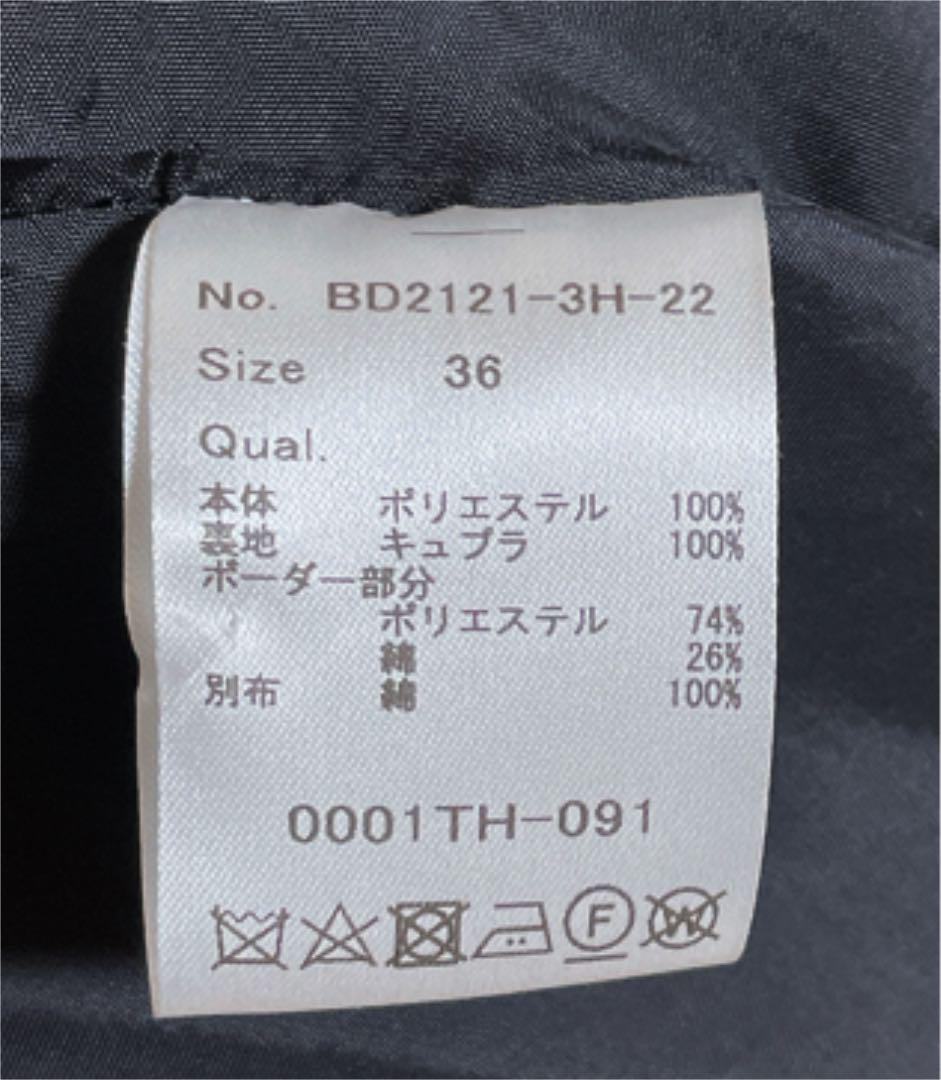 No. BD2121-3H-22
Size 36
Qual.
本体 ポリエステル 100%
裏地 キュプラ 100%
ボーダー部分
ポリエステル 74%
綿 26%
別布 綿 100%
0001TH-091
F W